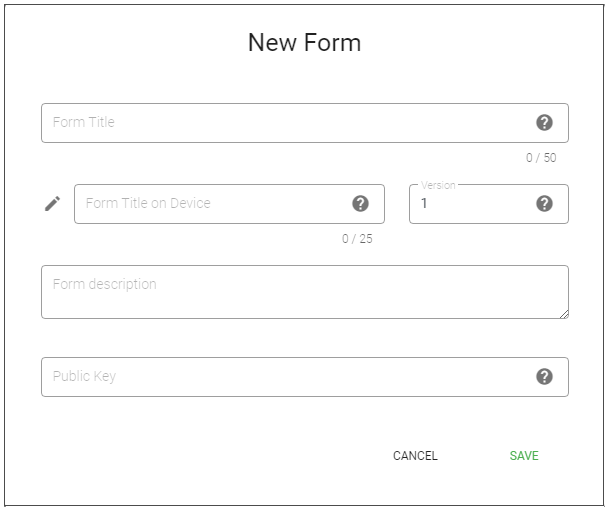 New Form
Form Title
0 / 50
Form Title on Device
Version
1
0 / 25
Form description
Public Key
CANCEL SAVE